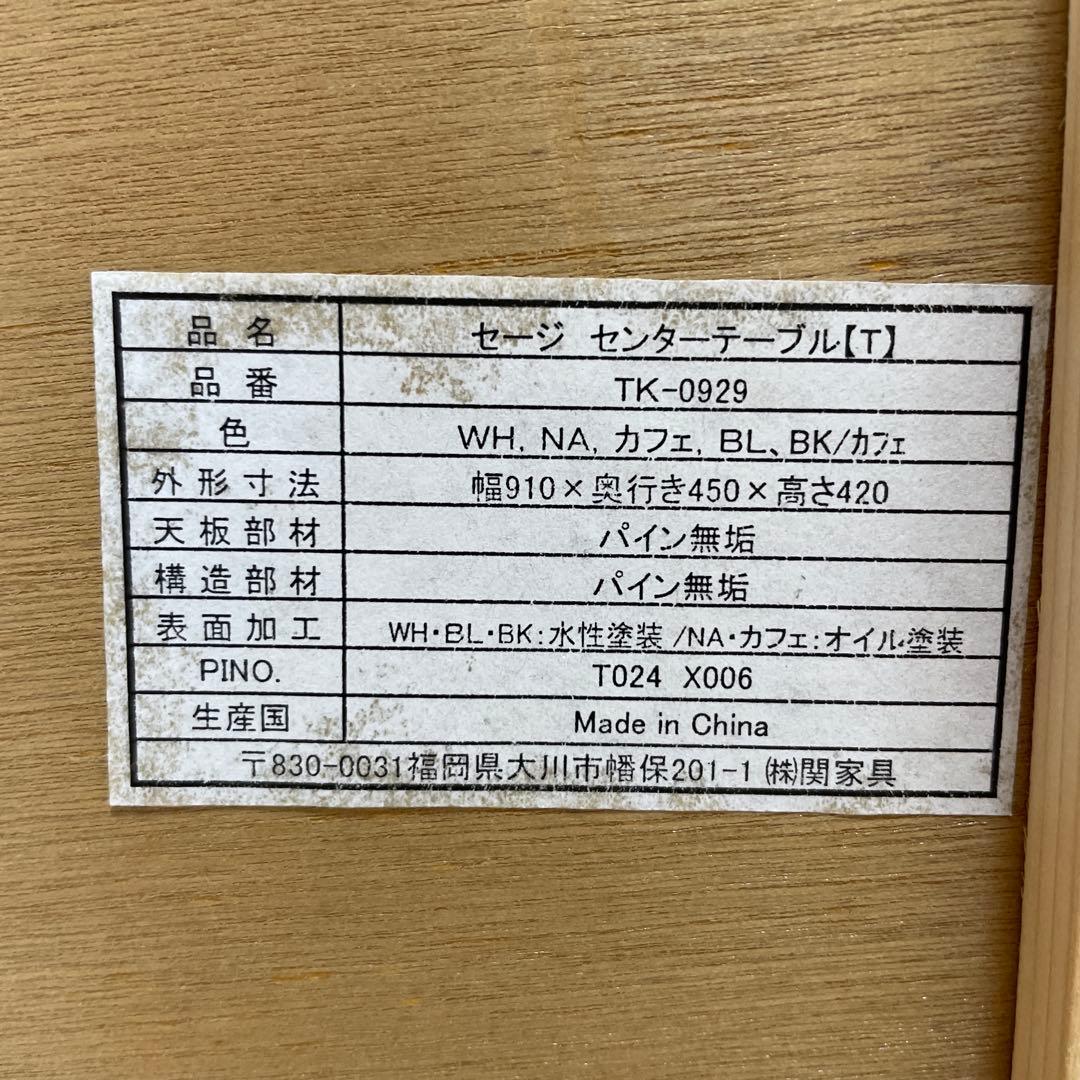 品名 セージ センターテーブル【T】
品番 TK-0929
色 WH, NA, カフェ, BL、BK/カフェ
外形寸法 幅910×奥行き450×高さ420
天板部材 パイン無垢
構造部材 パイン無垢
表面加工 WH・BL・BK:水性塗装/NA・カフェ:オイル塗装
PINO. T024 X006
生産国 Made in China
〒830-0031福岡県大川市幡保201-1 ㈱関家具